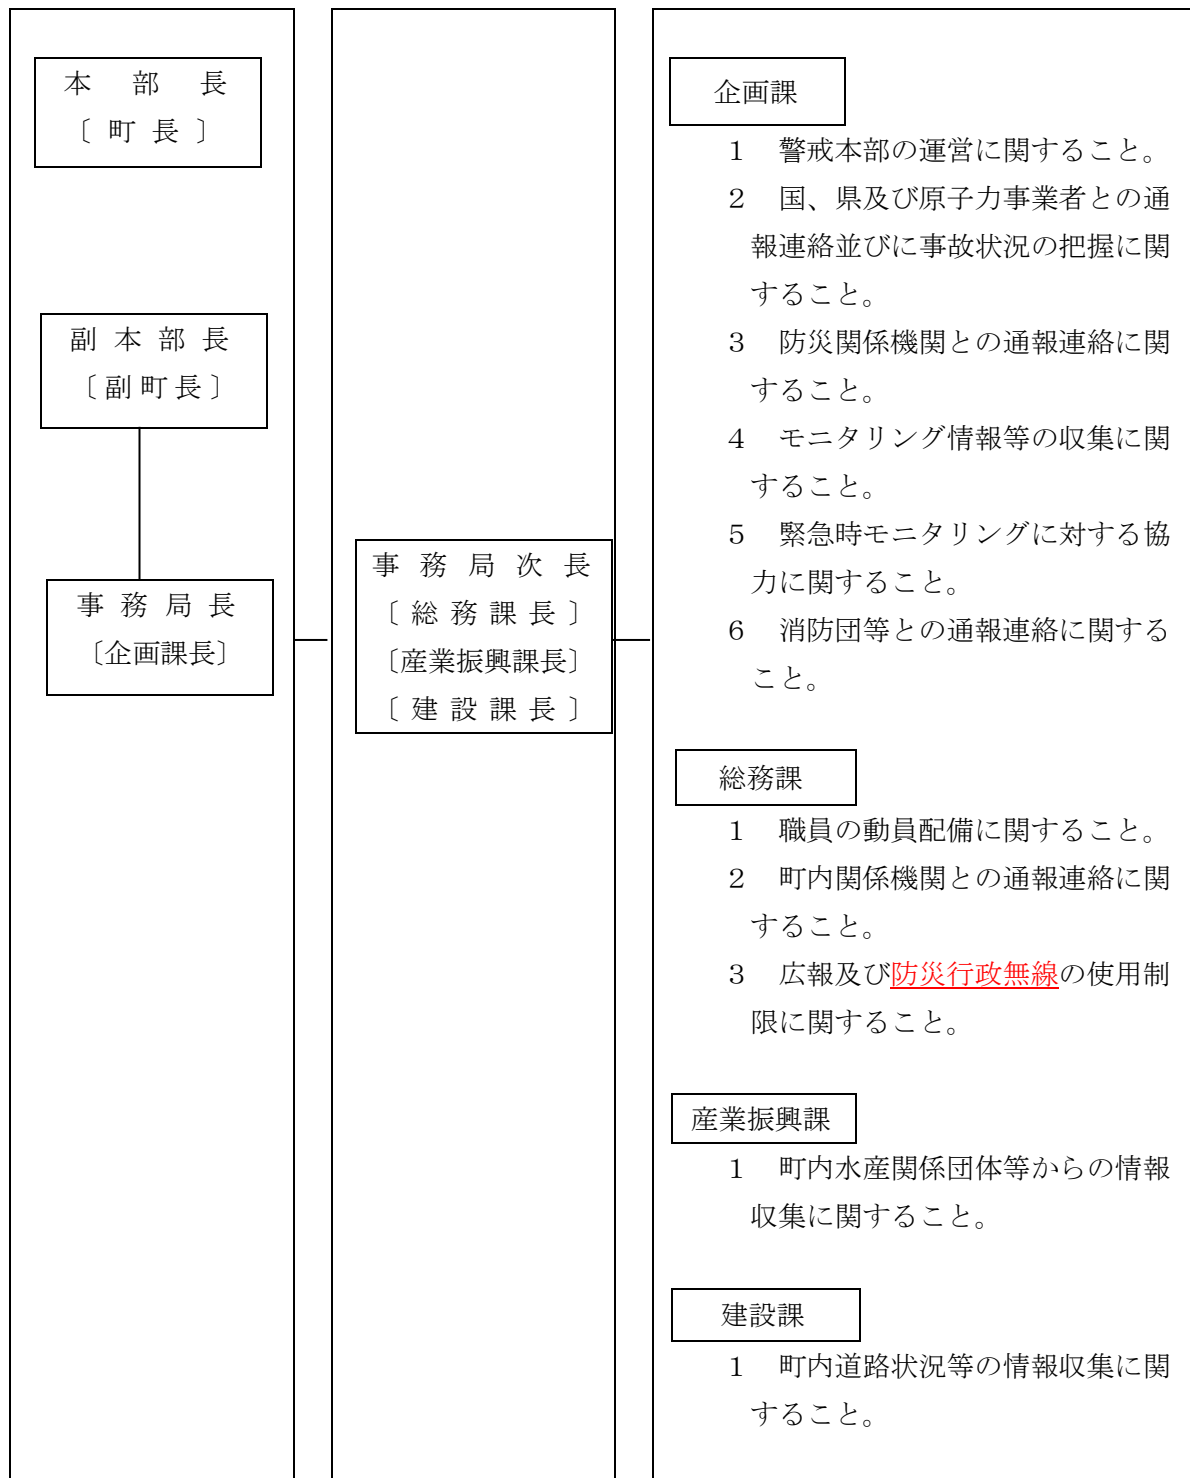 本部長
〔町長〕
副本部長
〔副町長〕
事務局長
〔企画課長〕
事務局次長
〔総務課長〕
〔産業振興課長〕
〔建設課長〕
企画課
１　警戒本部の運営に関すること。
２　国、県及び原子力事業者との通
報連絡並びに事故状況の把握に関
すること。
３　防災関係機関との通報連絡に関
すること。
４　モニタリング情報等の収集に関
すること。
５　緊急時モニタリングに対する協
力に関すること。
６　消防団等との通報連絡に関する
こと。
総務課
１　職員の動員配備に関すること。
２　町内関係機関との通報連絡に関
すること。
３　広報及び防災行政無線の使用制
限に関すること。
産業振興課
１　町内水産関係団体等からの情報
収集に関すること。
建設課
１　町内道路状況等の情報収集に関
すること。